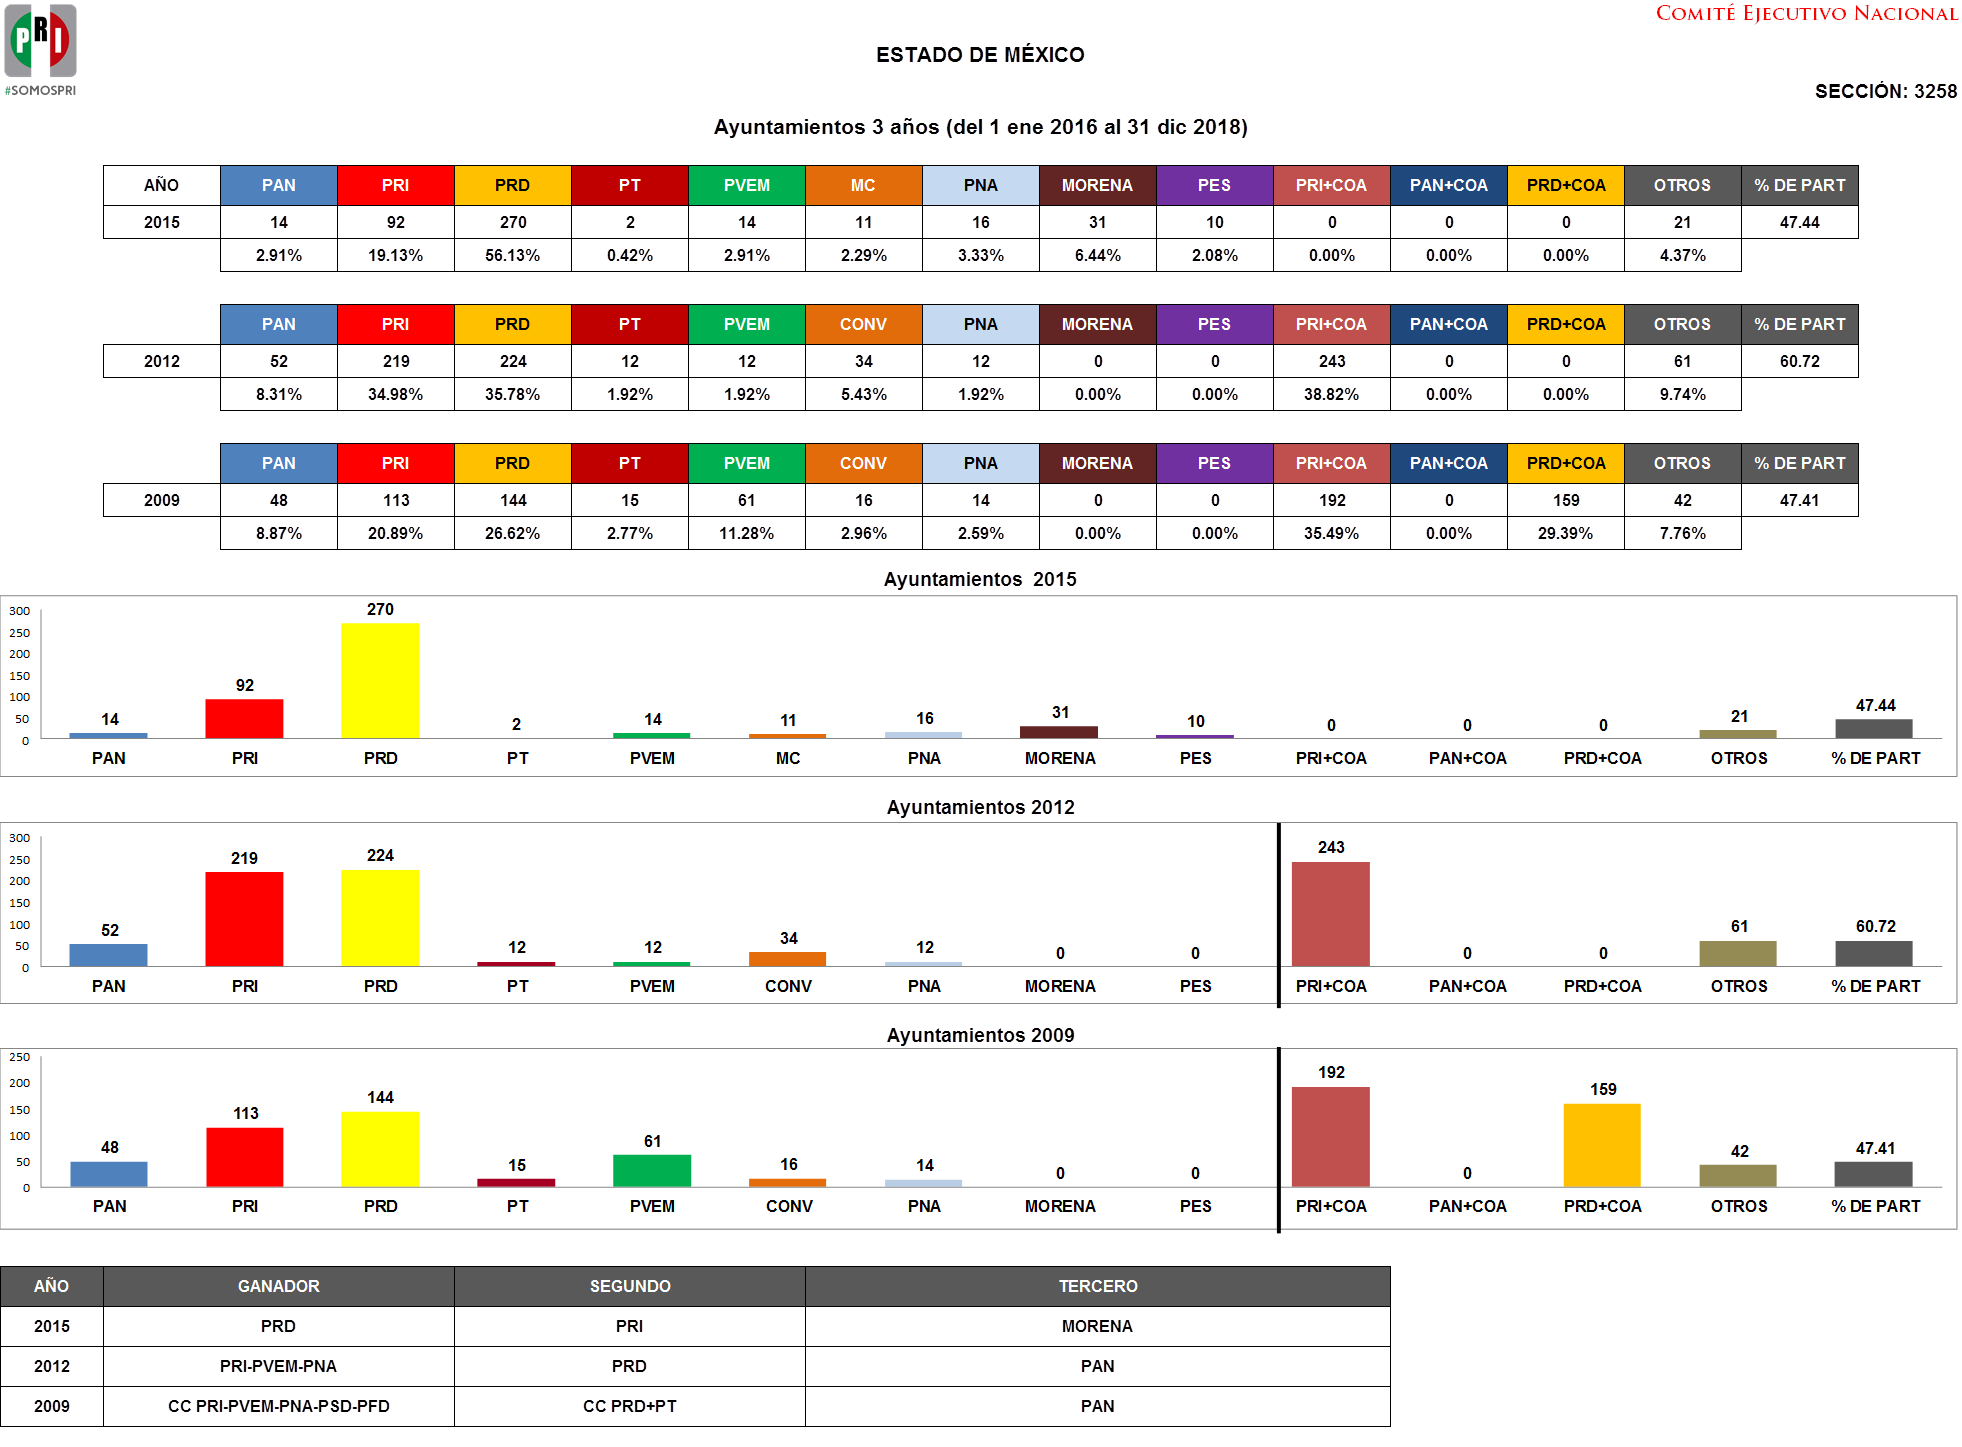 PRI
#SOMOSPRI
COMITÉ EJECUTIVO NACIONAL
ESTADO DE MÉXICO
SECCIÓN: 3258
Ayuntamientos 3 años (del 1 ene 2016 al 31 dic 2018)
AÑO PAN PRI PRD PT PVEM MC PNA MORENA PES PRI+COA PAN+COA PRD+COA OTROS % DE PART
2015 14 92 270 2 14 11 16 31 10 0 0 0 21 47.44
2.91% 19.13% 56.13% 0.42% 2.91% 2.29% 3.33% 6.44% 2.08% 0.00% 0.00% 0.00% 4.37%
PAN PRI PRD PT PVEM CONV PNA MORENA PES PRI+COA PAN+COA PRD+COA OTROS % DE PART
2012 52 219 224 12 12 34 12 0 0 243 0 0 61 60.72
8.31% 34.98% 35.78% 1.92% 1.92% 5.43% 1.92% 0.00% 0.00% 38.82% 0.00% 0.00% 9.74%
PAN PRI PRD PT PVEM CONV PNA MORENA PES PRI+COA PAN+COA PRD+COA OTROS % DE PART
2009 48 113 144 15 61 16 14 0 0 192 0 159 42 47.41
8.87% 20.89% 26.62% 2.77% 11.28% 2.96% 2.59% 0.00% 0.00% 35.49% 0.00% 29.39% 7.76%
Ayuntamientos 2015
300
250
200
150
100
50
0
14 92 270 2 14 11 16 31 10 0 0 0 21 47.44
PAN PRI PRD PT PVEM MC PNA MORENA PES PRI+COA PAN+COA PRD+COA OTROS % DE PART
Ayuntamientos 2012
300
250
200
150
100
50
0
52 219 224 12 12 34 12 0 0 243 0 0 61 60.72
PAN PRI PRD PT PVEM CONV PNA MORENA PES PRI+COA PAN+COA PRD+COA OTROS % DE PART
Ayuntamientos 2009
250
200
150
100
50
0
48 113 144 15 61 16 14 0 0 192 0 159 42 47.41
PAN PRI PRD PT PVEM CONV PNA MORENA PES PRI+COA PAN+COA PRD+COA OTROS % DE PART
AÑO GANADOR SEGUNDO TERCERO
2015 PRD PRI MORENA
2012 PRI-PVEM-PNA PRD PAN
2009 CC PRI-PVEM-PNA-PSD-PFD CC PRD+PT PAN